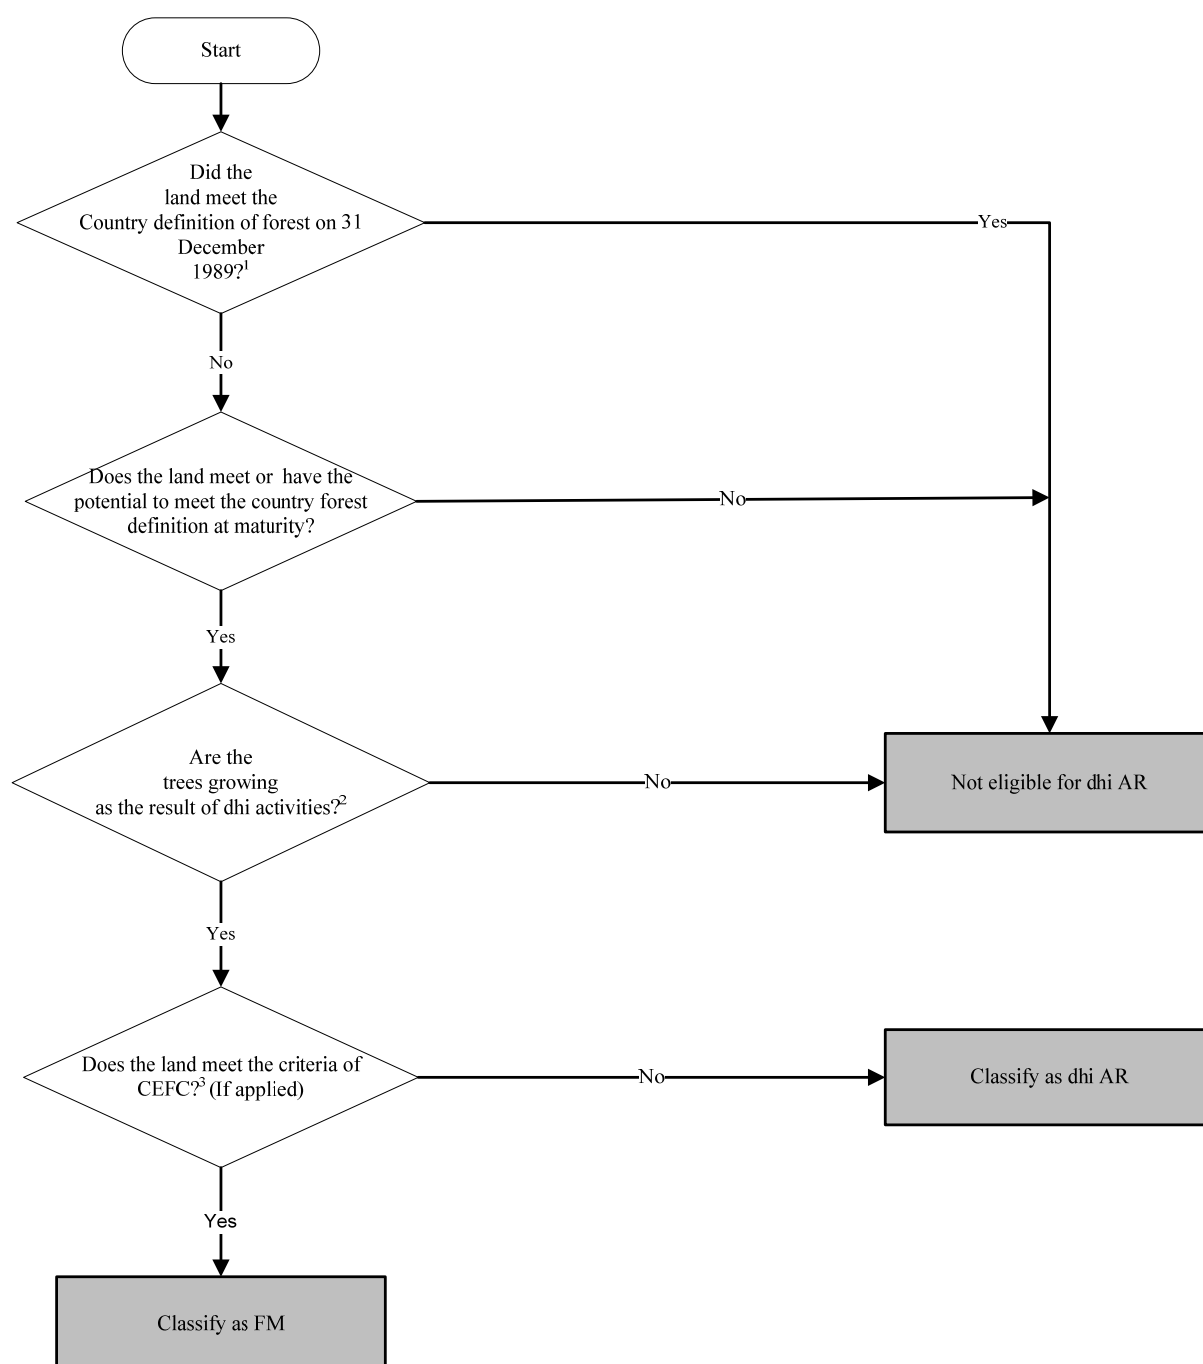 Start
Did the
land meet the
Country definition of forest on 31
December
1989?¹
Yes
No
Does the land meet or have the
potential to meet the country forest
definition at maturity?
No
Yes
Are the
trees growing
as the result of dhi activities?²
No
Not eligible for dhi AR
Yes
Does the land meet the criteria of
CEFC?³ (If applied)
No
Classify as dhi AR
Yes
Classify as FM